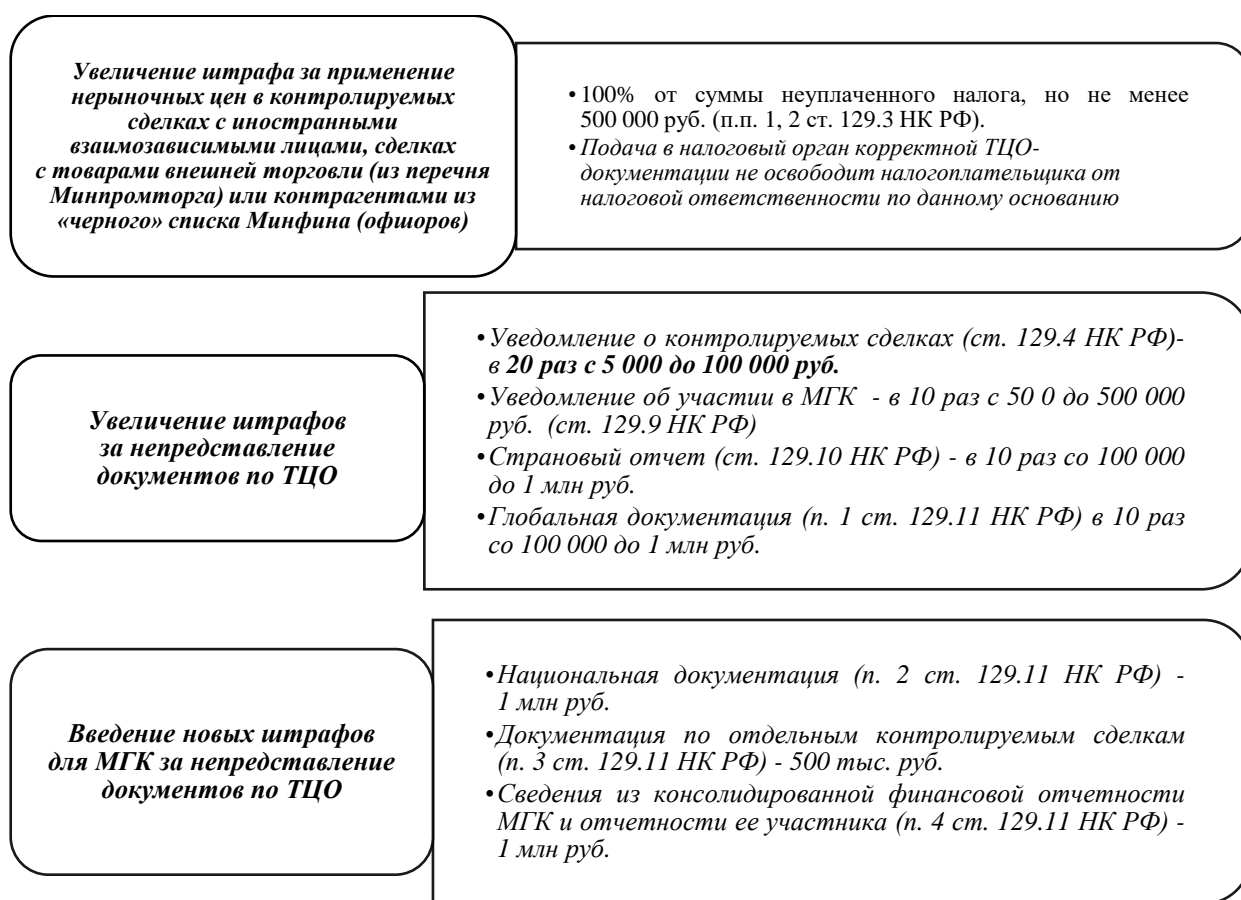 Увеличение штрафа за применение
нерыночных цен в контролируемых
сделках с иностранными
взаимозависимыми лицами, сделках
с товарами внешней торговли (из перечня
Минпромторга) или контрагентами из
«черного» списка Минфина (офшоров)
• 100% от суммы неуплаченного налога, но не менее
500 000 руб. (п.п. 1, 2 ст. 129.3 НК РФ).
• Подача в налоговый орган корректной ТЦО-
документации не освободит налогоплательщика от
налоговой ответственности по данному основанию
Увеличение штрафов
за непредставление
документов по ТЦО
• Уведомление о контролируемых сделках (ст. 129.4 НК РФ)-
в 20 раз с 5 000 до 100 000 руб.
• Уведомление об участии в МГК - в 10 раз с 50 0 до 500 000
руб. (ст. 129.9 НК РФ)
• Страновый отчет (ст. 129.10 НК РФ) - в 10 раз со 100 000
до 1 млн руб.
• Глобальная документация (п. 1 ст. 129.11 НК РФ) в 10 раз
со 100 000 до 1 млн руб.
Введение новых штрафов
для МГК за непредставление
документов по ТЦО
• Национальная документация (п. 2 ст. 129.11 НК РФ) -
1 млн руб.
• Документация по отдельным контролируемым сделкам
(п. 3 ст. 129.11 НК РФ) - 500 тыс. руб.
• Сведения из консолидированной финансовой отчетности
МГК и отчетности ее участника (п. 4 ст. 129.11 НК РФ) -
1 млн руб.